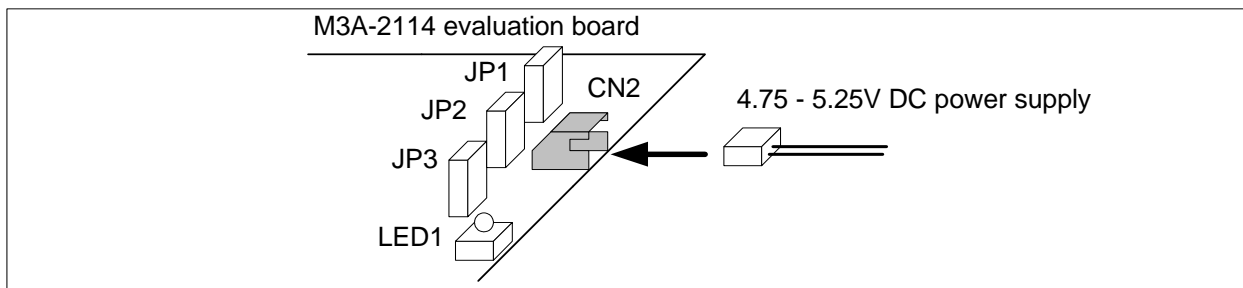 M3A-2114 evaluation board
JP1
CN2
4.75 - 5.25V DC power supply
JP2
JP3
LED1